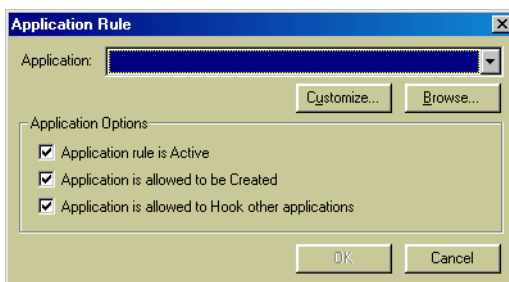 Application Rule
Application:
Customize... Browse...
Application Options
Application rule is Active
Application is allowed to be Created
Application is allowed to Hook other applications
OK Cancel